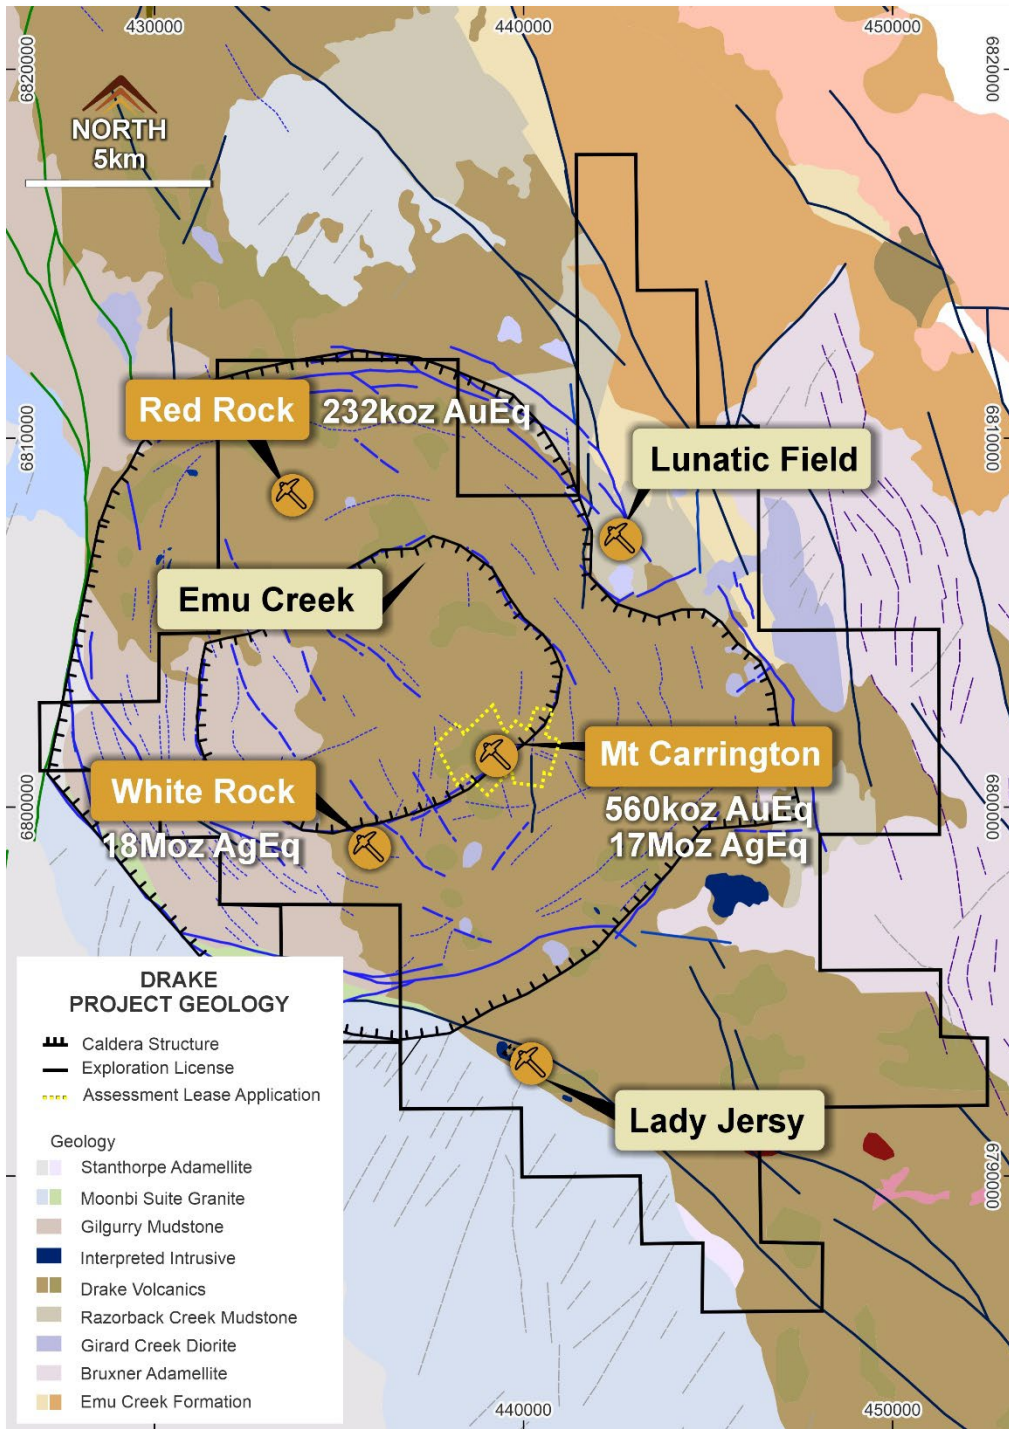 430000
440000
450000
6820000
6820000
NORTH
5km
Red Rock
232koz AuEq
6810000
6810000
Lunatic Field
Emu Creek
Mt Carrington
560koz AuEq
17Moz AgEq
White Rock
18Moz AgEq
6800000
6800000
DRAKE
PROJECT GEOLOGY
Caldera Structure
Exploration License
Assessment Lease Application
Geology
Stanthorpe Adamellite
Moonbi Suite Granite
Gilgurry Mudstone
Interpreted Intrusive
Drake Volcanics
Razorback Creek Mudstone
Girard Creek Diorite
Bruxner Adamellite
Emu Creek Formation
Lady Jersy
6790000
440000
450000